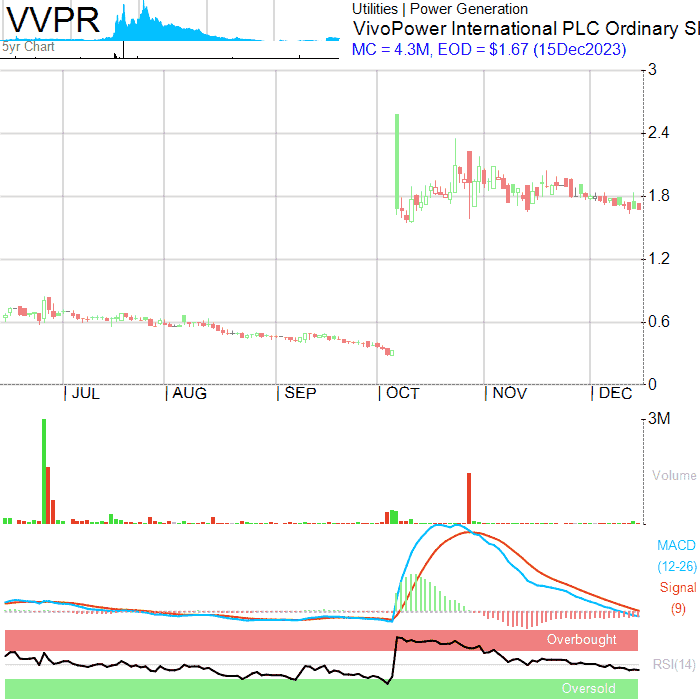 VVPR
5yr Chart
Utilities | Power Generation
VivoPower International PLC Ordinary S
MC = 4.3M, EOD = $1.67 (15Dec2023)
3
2.4
1.8
1.2
0.6
0
JUL AUG SEP OCT NOV DEC
3M
Volume
MACD
(12-26)
Signal
(9)
Overbought
RSI(14)
Oversold